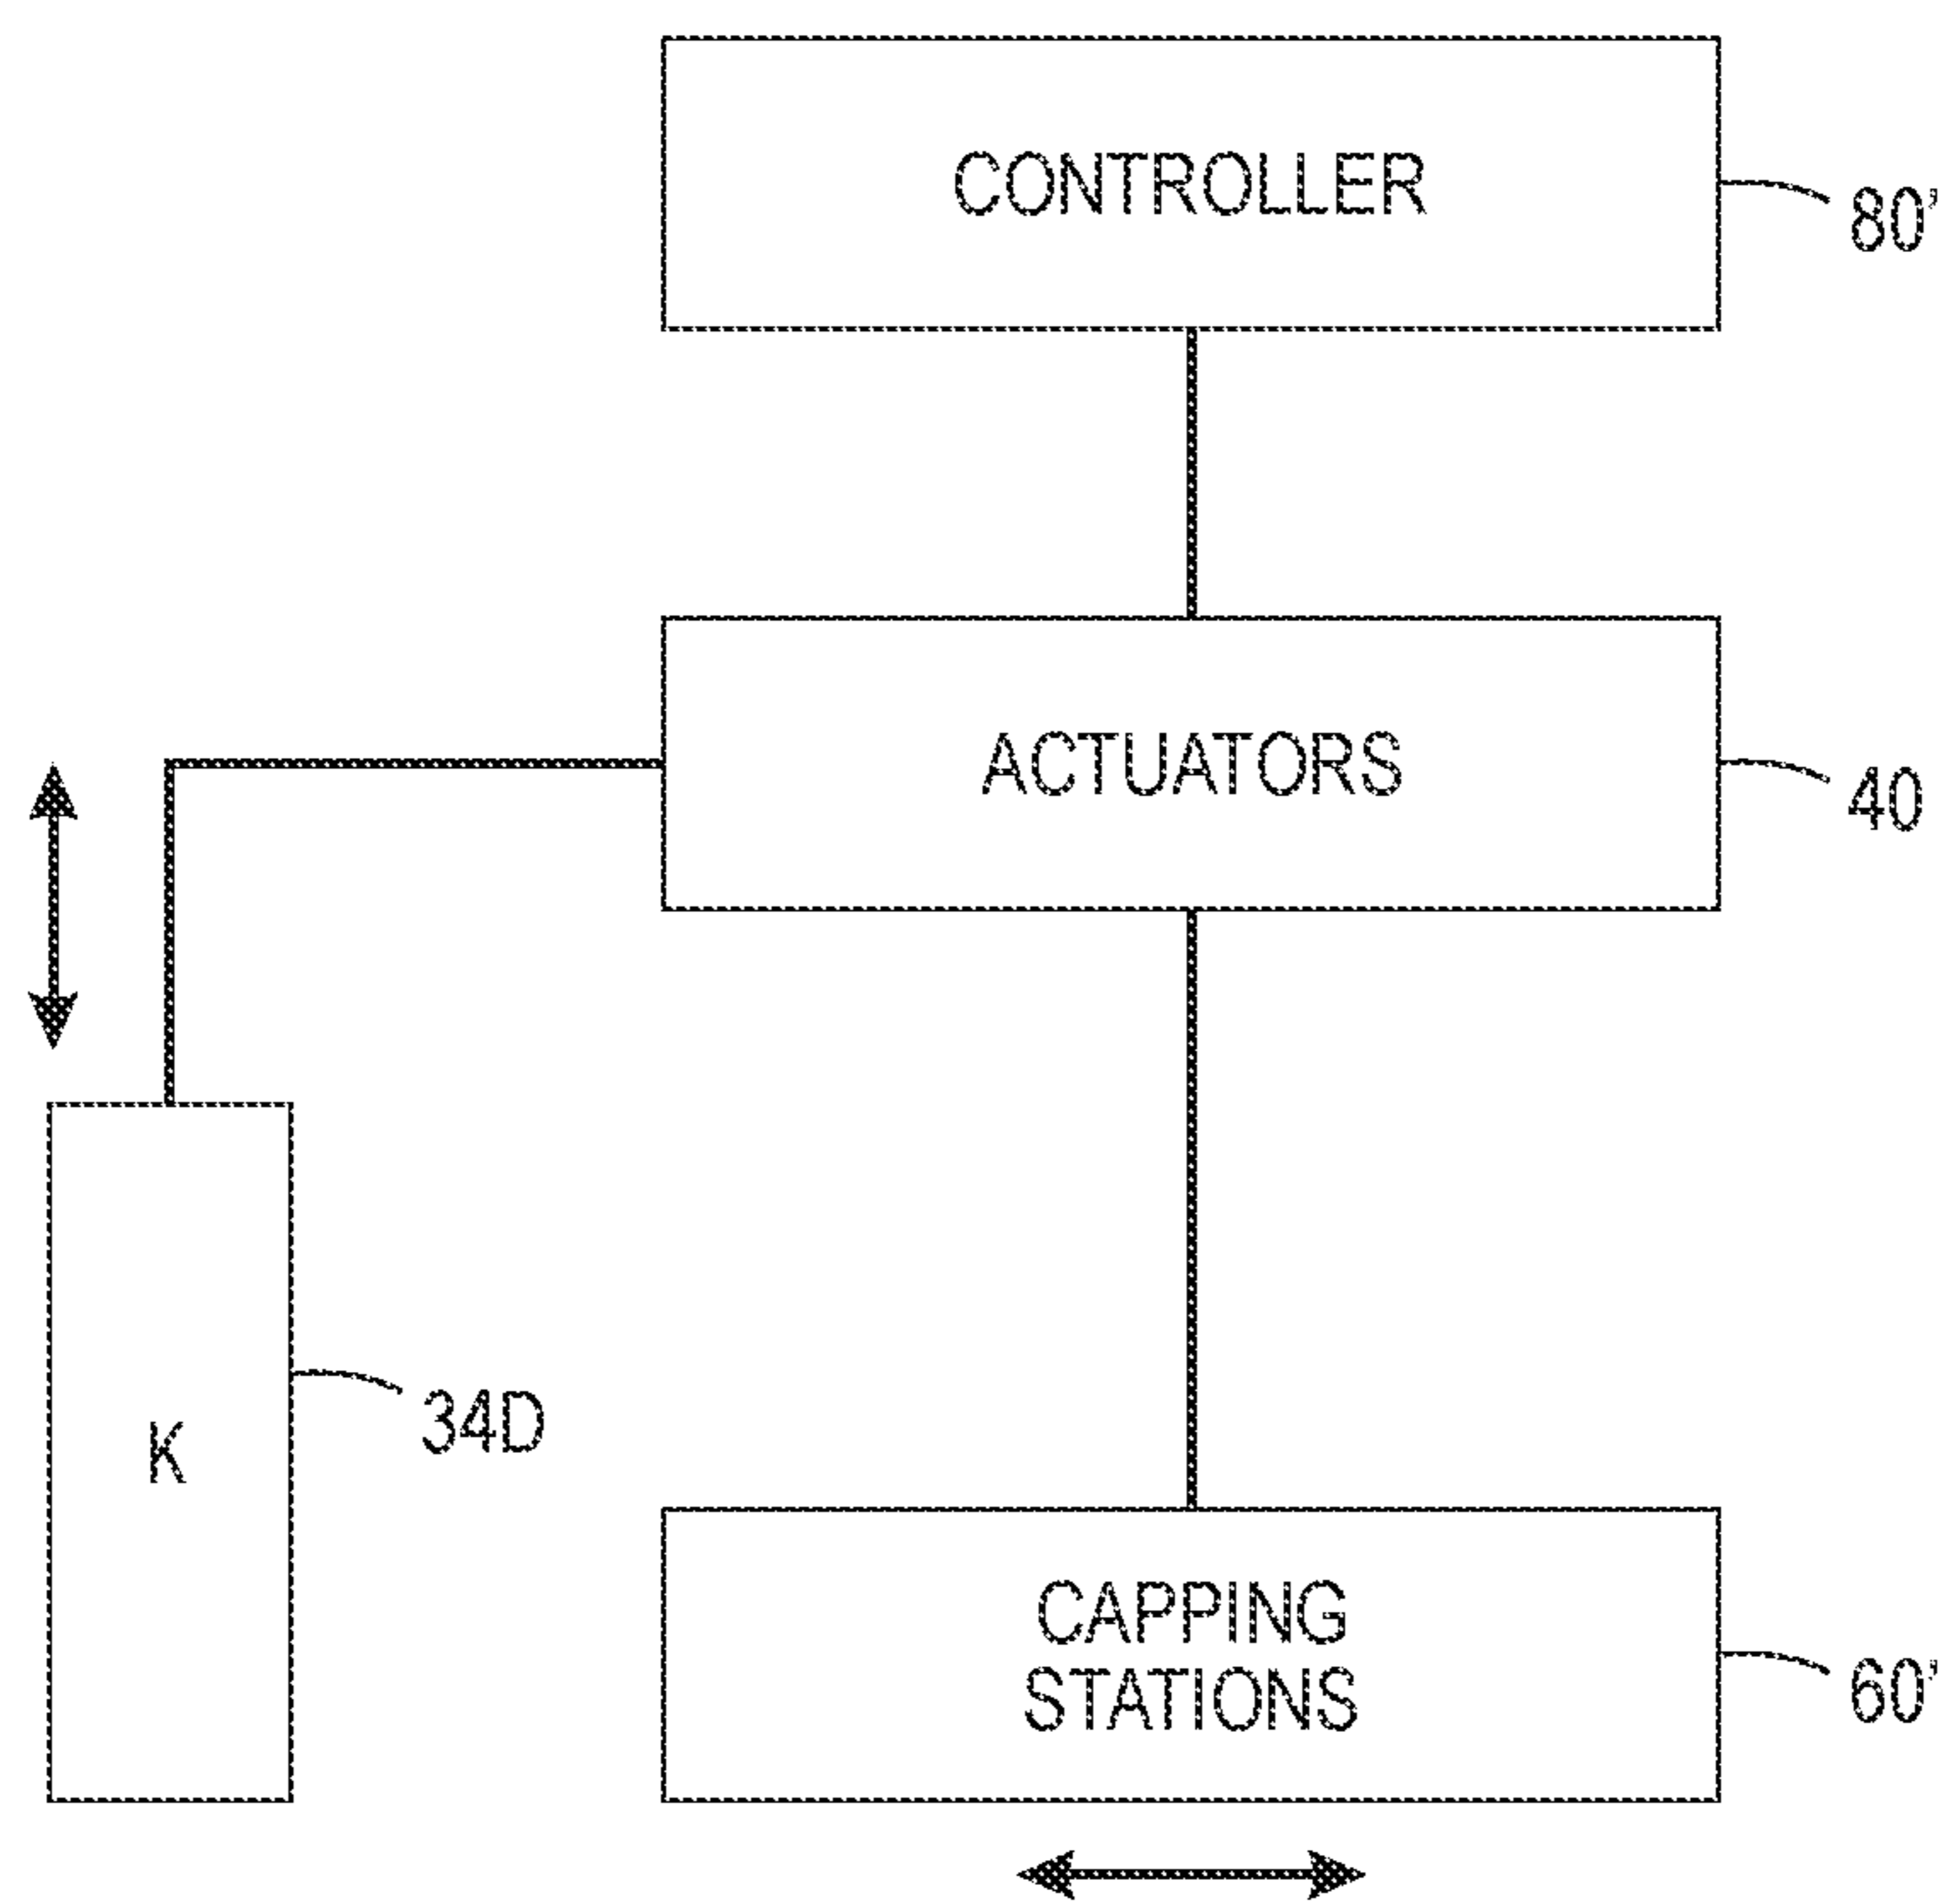 CONTROLLER
80'
ACTUATORS
40
K
34D
CAPPING
STATIONS
60'